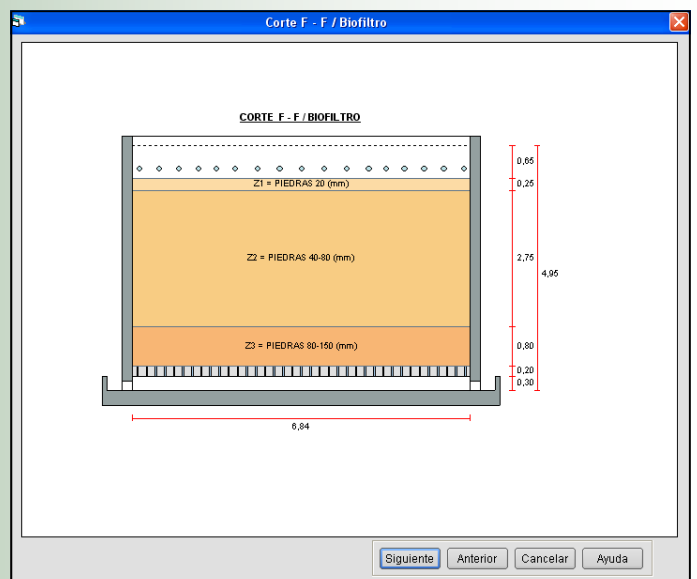 Corte F - F / Biofiltro
CORTE F - F / BIOFILTRO
0,65
Z1 = PIEDRAS 20 (mm)
0,25
Z2 = PIEDRAS 40-80 (mm)
2,75
4,95
Z3 = PIEDRAS 80-150 (mm)
0,80
0,20
0,30
6,84
Siguiente Anterior Cancelar Ayuda